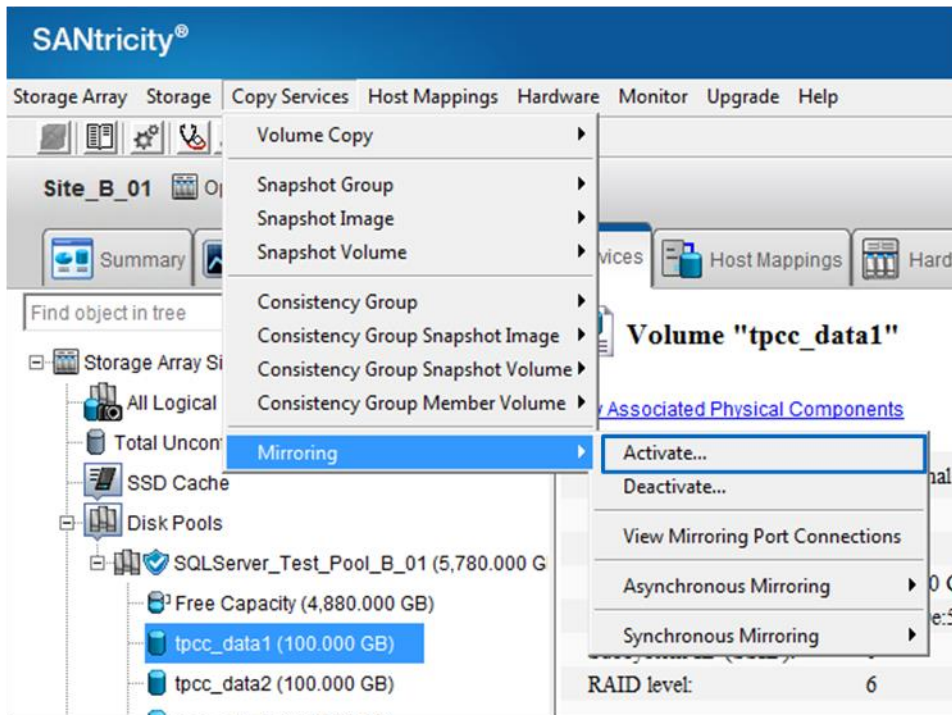 SANtricity®
Storage Array Storage Copy Services Host Mappings Hardware Monitor Upgrade Help
Volume Copy
Site_B_01
Snapshot Group
Snapshot Image
Snapshot Volume
Summary
Host Mappings
Find object in tree
Consistency Group
Consistency Group Snapshot Image
Consistency Group Snapshot Volume
Consistency Group Member Volume
Volume "tpcc_data1"
Storage Array
All Logical
Associated Physical Components
Total
Mirroring
Activate...
SSD Cache
Deactivate...
Disk Pools
View Mirroring Port Connections
SQLServer_Test_Pool_B_01 (5,780.000 G
Asynchronous Mirroring
Free Capacity (4,880.000 GB)
Synchronous Mirroring
tpcc_data1 (100.000 GB)
tpcc_data2 (100.000 GB)
RAID level: 6